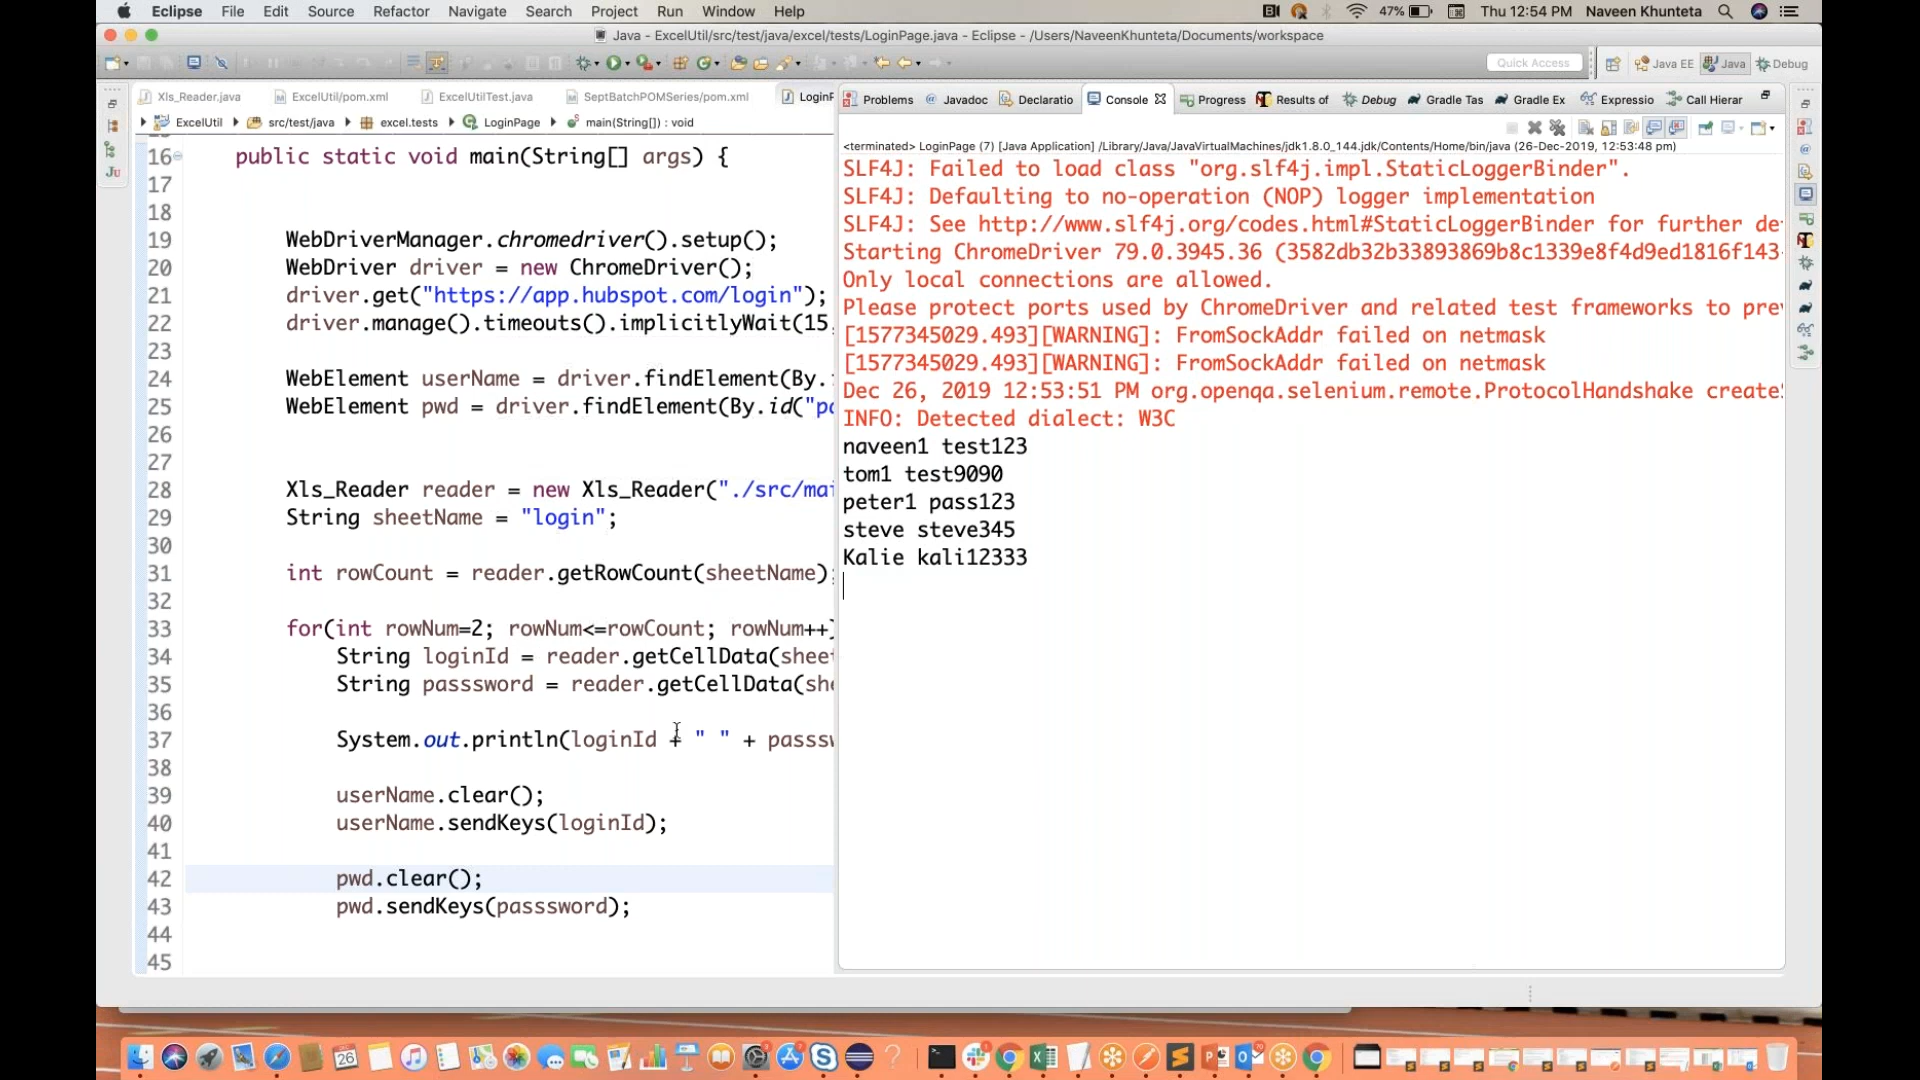 Eclipse File Edit Source Refactor Navigate Search Project Run Window Help 47% Thu 12:54 PM Naveen Khunteta
Java - ExcelUtil/src/test/java/excel/tests/LoginPage.java - Eclipse - /Users/NaveenKhunteta/Documents/workspace
Quick Access Java EE Java Debug
Xls_Reader.java ExcelUtil/pom.xml ExcelUtilTest.java SeptBatchPOMSeries/pom.xml LoginP
Problems Javadoc Declaratio Console Progress Results of Debug Gradle Tas Gradle Ex Expressio Call Hierar
ExcelUtil src/test/java excel.tests LoginPage main(String[]) : void
16 public static void main(String[] args) {
17
18
19 WebDriverManager.chromedriver().setup();
20 WebDriver driver = new ChromeDriver();
21 driver.get("https://app.hubspot.com/login");
22 driver.manage().timeouts().implicitlyWait(15,
23
24 WebElement userName = driver.findElement(By.
25 WebElement pwd = driver.findElement(By.id("pa
26
27
28 Xls_Reader reader = new Xls_Reader("./src/mai
29 String sheetName = "login";
30
31 int rowCount = reader.getRowCount(sheetName);
32
33 for(int rowNum=2; rowNum<=rowCount; rowNum++)
34 String loginId = reader.getCellData(sheet
35 String passsword = reader.getCellData(she
36
37 System.out.println(loginId + " " + passsw
38
39 userName.clear();
40 userName.sendKeys(loginId);
41
42 pwd.clear();
43 pwd.sendKeys(passsword);
44
45
<terminated> LoginPage (7) [Java Application] /Library/Java/JavaVirtualMachines/jdk1.8.0_144.jdk/Contents/Home/bin/java (26-Dec-2019, 12:53:48 pm)
SLF4J: Failed to load class "org.slf4j.impl.StaticLoggerBinder".
SLF4J: Defaulting to no-operation (NOP) logger implementation
SLF4J: See http://www.slf4j.org/codes.html#StaticLoggerBinder for further de
Starting ChromeDriver 79.0.3945.36 (3582db32b33893869b8c1339e8f4d9ed1816f143-
Only local connections are allowed.
Please protect ports used by ChromeDriver and related test frameworks to pre
[1577345029.493][WARNING]: FromSockAddr failed on netmask
[1577345029.493][WARNING]: FromSockAddr failed on netmask
Dec 26, 2019 12:53:51 PM org.openqa.selenium.remote.ProtocolHandshake createS
INFO: Detected dialect: W3C
naveen1 test123
tom1 test9090
peter1 pass123
steve steve345
Kalie kali12333
26